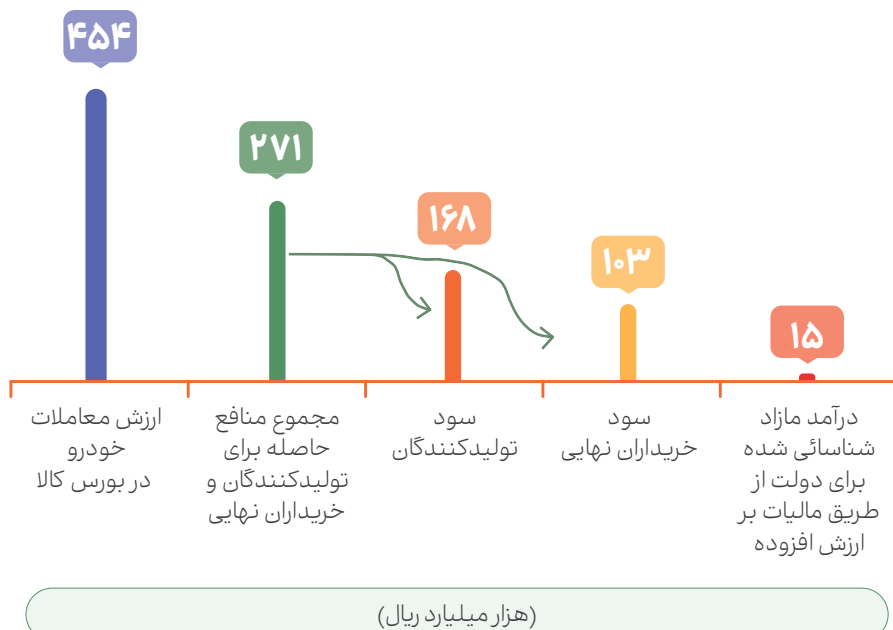 ۴۵۴
۲۷۱
۱۶۸
۱۰۳
۱۵
ارزش معاملات
خودرو
در بورس کالا
مجموع منافع
حاصله برای
تولیدکنندگان و
خریداران نهایی
سود
تولیدکنندگان
سود
خریداران نهایی
درآمد مازاد
شناسائی شده
برای دولت از
طریق مالیات بر
ارزش افزوده
(هزار میلیارد ریال)